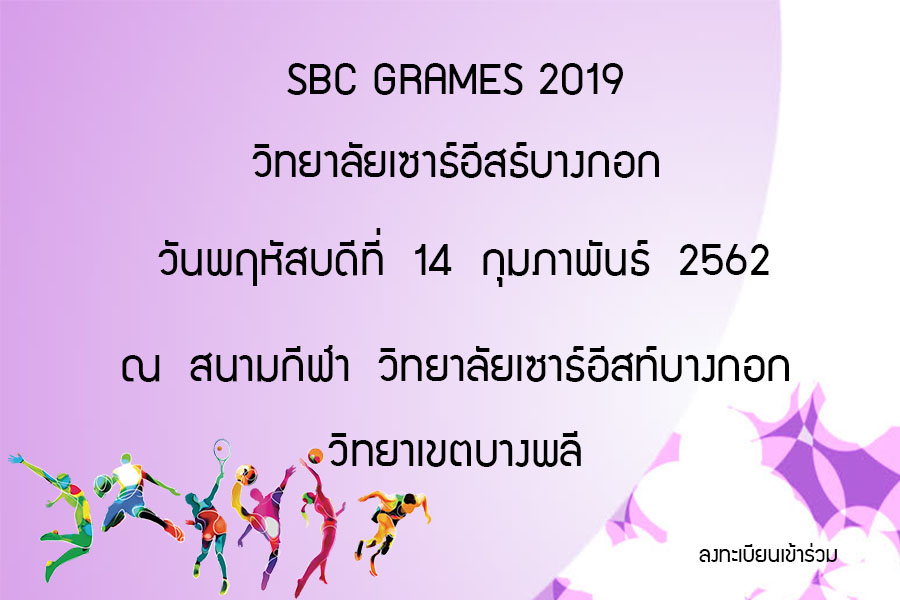 SBC GRAMES 2019
วิทยาลัยเซาร์อีสร์บางกอก
วันพฤหัสบดีที่ 14 กุมภาพันธ์ 2562
ณ สนามกีฬา วิทยาลัยเซาร์อีสท์บางกอก
วิทยาเขตบางพลี
ลงทะเบียนเข้าร่วม